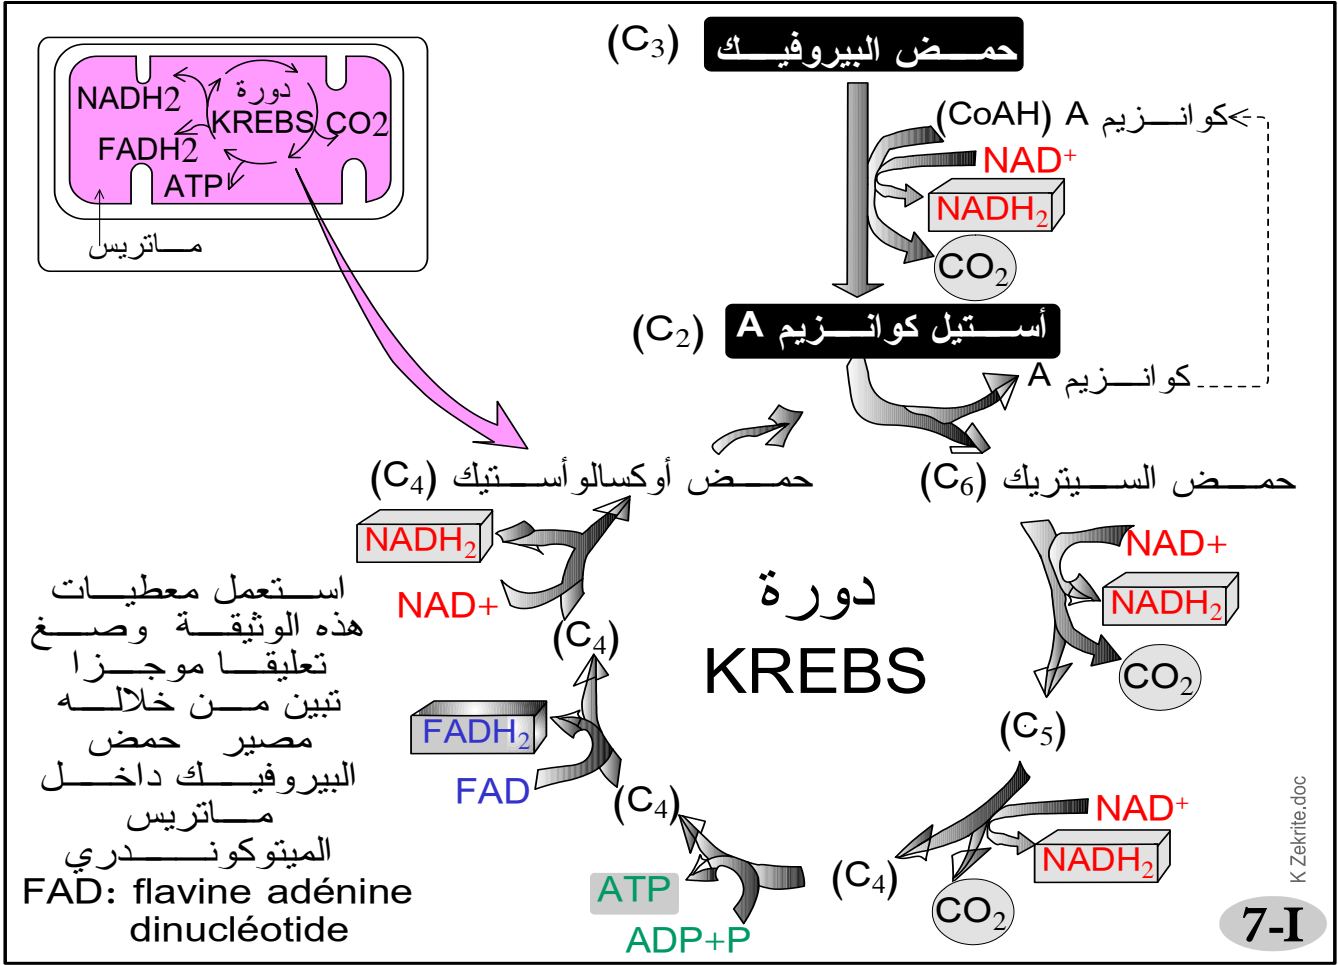 حمض البيروفيك (C3)
NADH2
دورة
KREBS
CO2
FADH2
ATP
ماتريس
كوانزيم A (CoAH)
NAD+
NADH2
CO2
أستيل كوانزيم A (C2)
كوانزيم A
حمض أوكسالوأستيك (C4)
حمض السيتريك (C6)
NADH2
NAD+
NAD+
NADH2
CO2
دورة
KREBS
(C4)
(C5)
FADH2
FAD
(C4)
NAD+
NADH2
CO2
(C4)
ATP
ADP+P
استعمل معطيات
هذه الوثيقة وصغ
تعليقا موجزا
تبين من خلاله
مصير حمض
البيروفيك داخل
ماتريس
الميتوكوندري
FAD: flavine adénine
dinucléotide
K Zekrite.doc
7-I